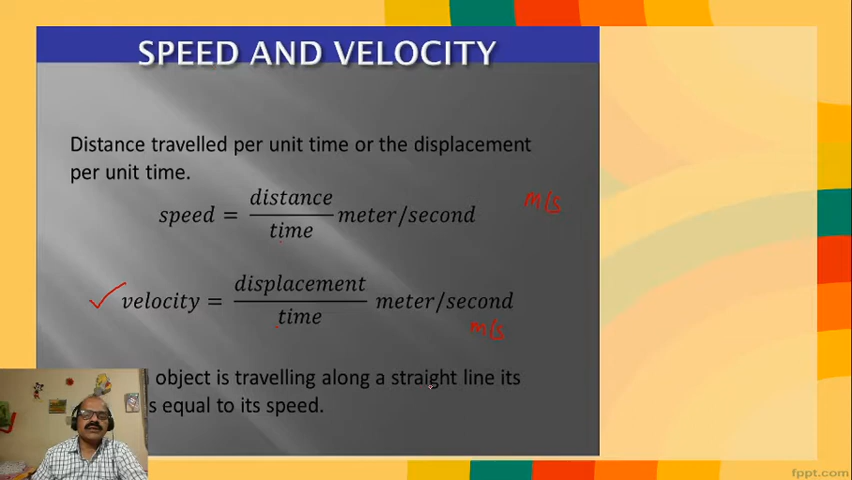 SPEED AND VELOCITY
Distance travelled per unit time or the displacement
per unit time.
speed = distance/time meter/second m/s
velocity = displacement/time meter/second
m/s
object is travelling along a straight line its
s equal to its speed.
fppt.com